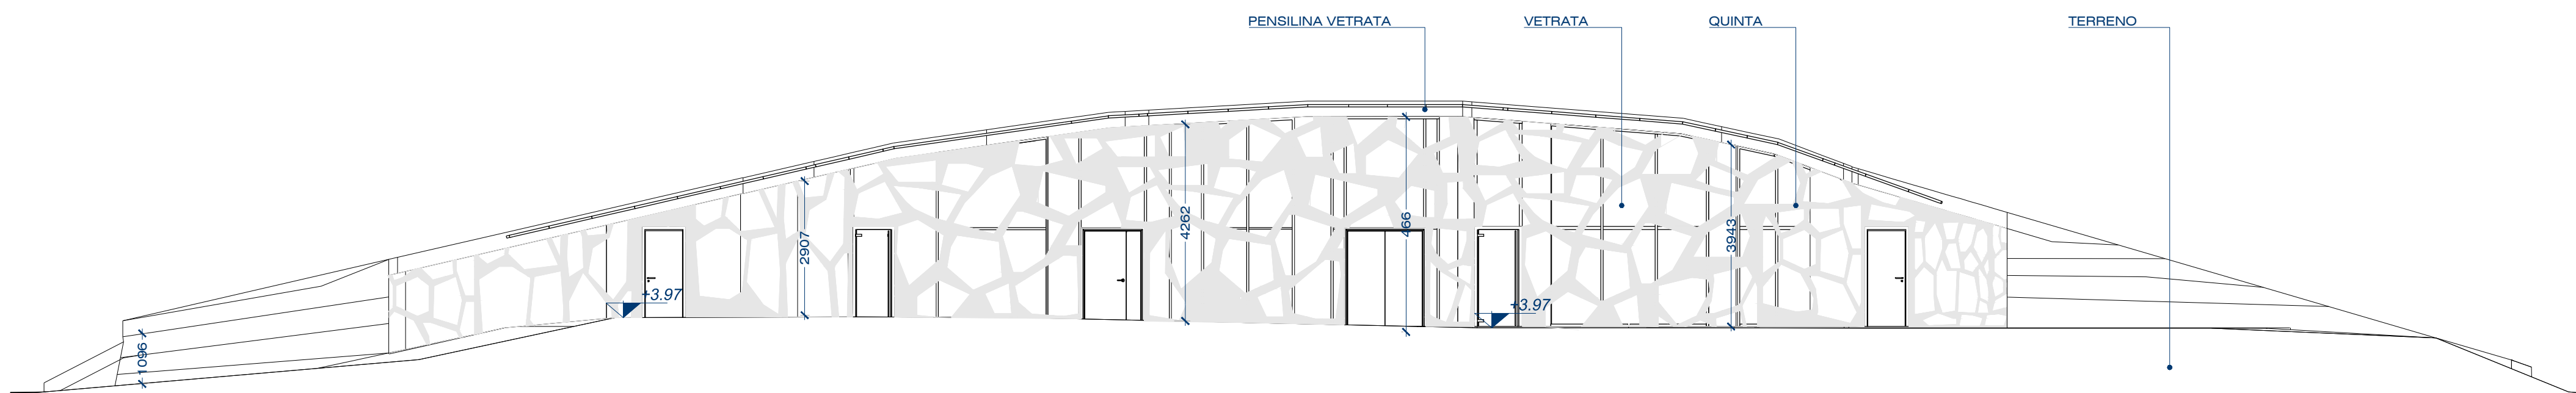 PENSILINA VETRATA
VETRATA
QUINTA
TERRENO
4262
466
3943
2907
+3.97
+3.97
1096